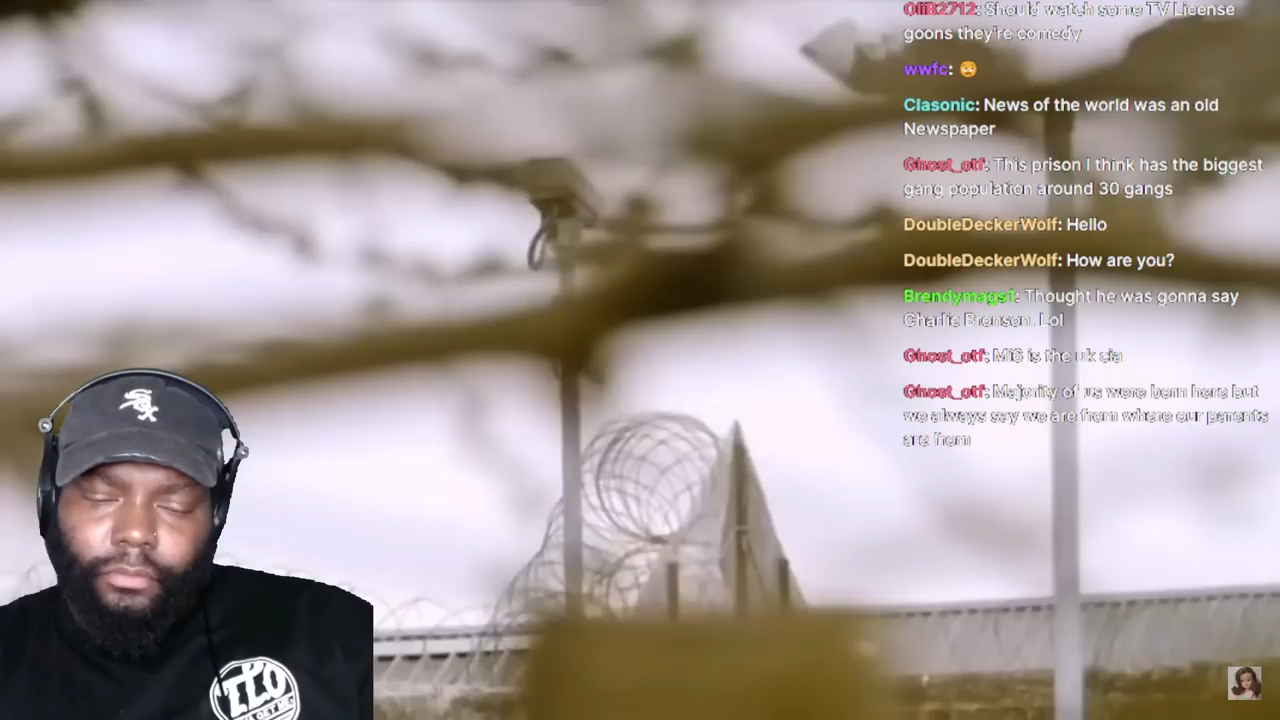 OllB2712: Should watch some TV License
goons they're comedy
wwfc: 😡
Clasonic: News of the world was an old
Newspaper
Ghost_otf: This prison I think has the biggest
gang population around 30 gangs
DoubleDeckerWolf: Hello
DoubleDeckerWolf: How are you?
Brendymags1: Thought he was gonna say
Charlie Bronson. Lol
Ghost_otf: Mi6 is the uk cia
Ghost_otf: Majority of us were born here but
we always say we are from where our parents
are from
Sox
TLO